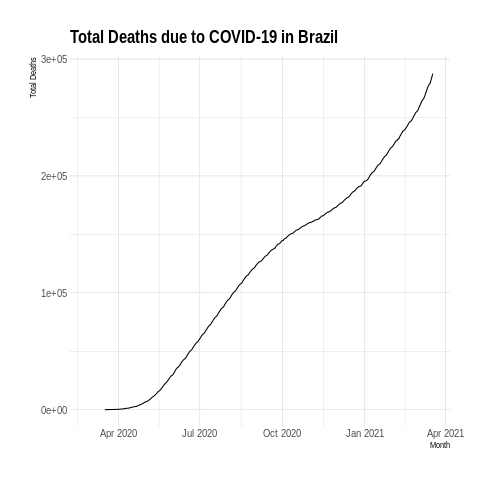 Total Deaths due to COVID-19 in Brazil
Total Deaths
3e+05
2e+05
1e+05
0e+00
Apr 2020 Jul 2020 Oct 2020 Jan 2021 Apr 2021
Month